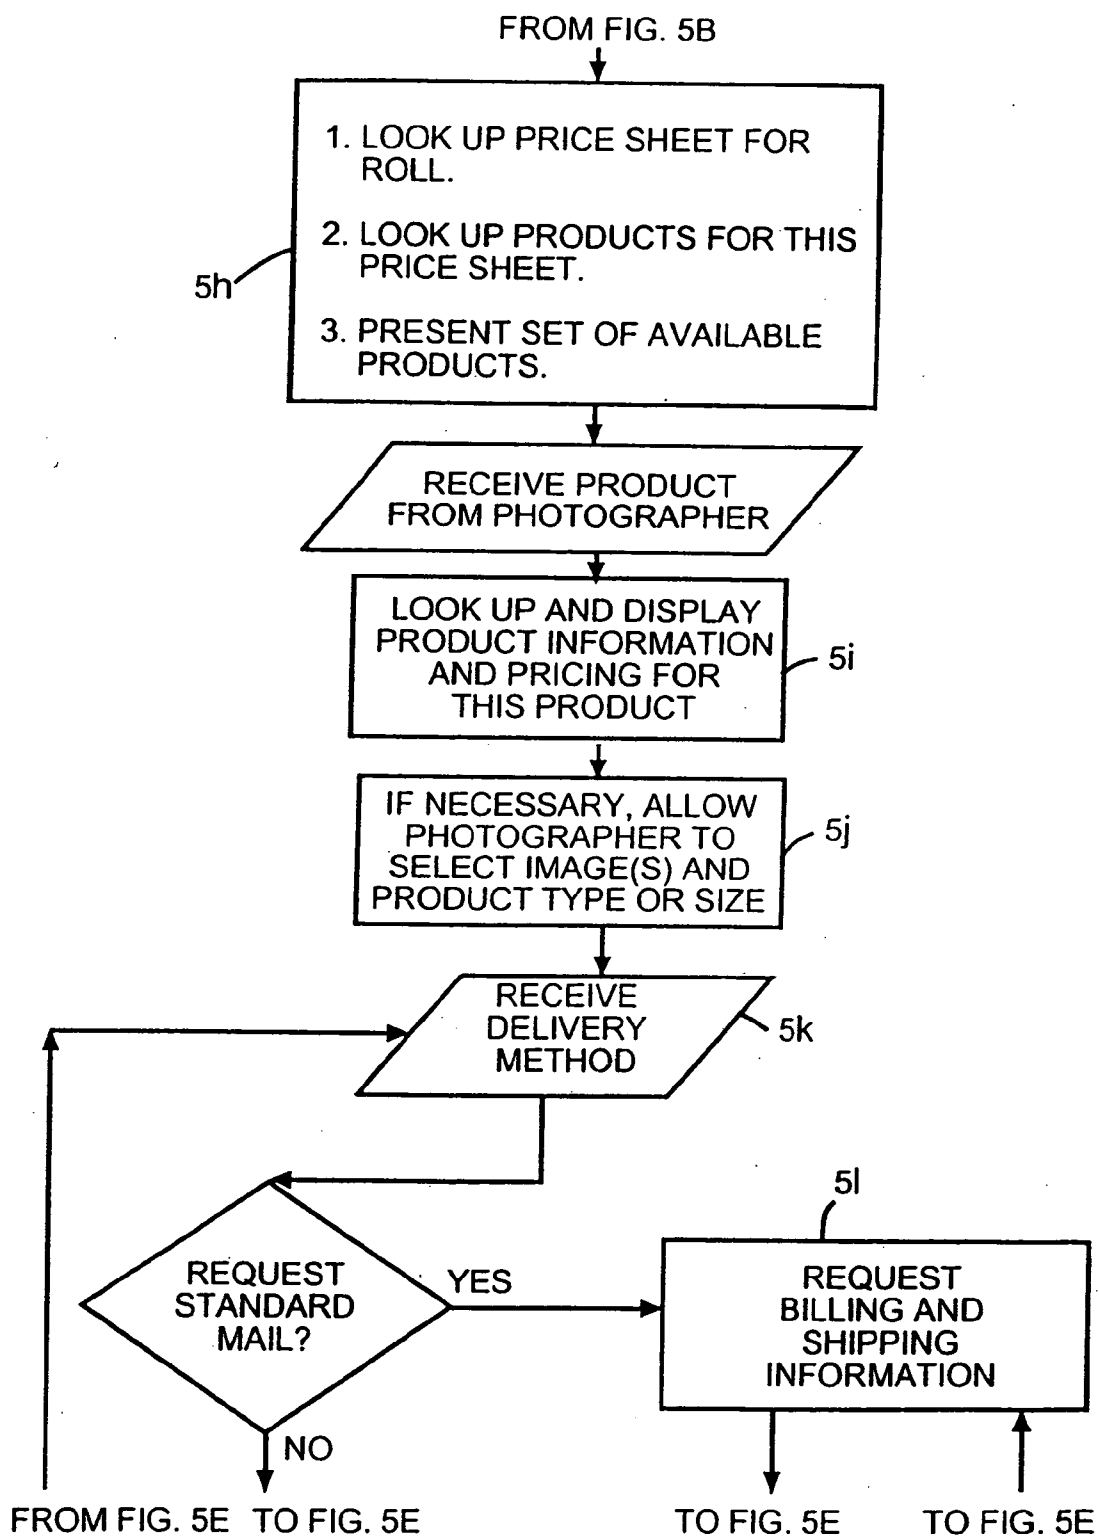 FROM FIG. 5B
1. LOOK UP PRICE SHEET FOR
ROLL.
2. LOOK UP PRODUCTS FOR THIS
PRICE SHEET.
5h
3. PRESENT SET OF AVAILABLE
PRODUCTS.
RECEIVE PRODUCT
FROM PHOTOGRAPHER
LOOK UP AND DISPLAY
PRODUCT INFORMATION
AND PRICING FOR
THIS PRODUCT
5i
IF NECESSARY, ALLOW
PHOTOGRAPHER TO
SELECT IMAGE(S) AND
PRODUCT TYPE OR SIZE
5j
RECEIVE
DELIVERY
METHOD
5k
REQUEST
STANDARD
MAIL?
YES
NO
5l
REQUEST
BILLING AND
SHIPPING
INFORMATION
FROM FIG. 5E TO FIG. 5E TO FIG. 5E TO FIG. 5E